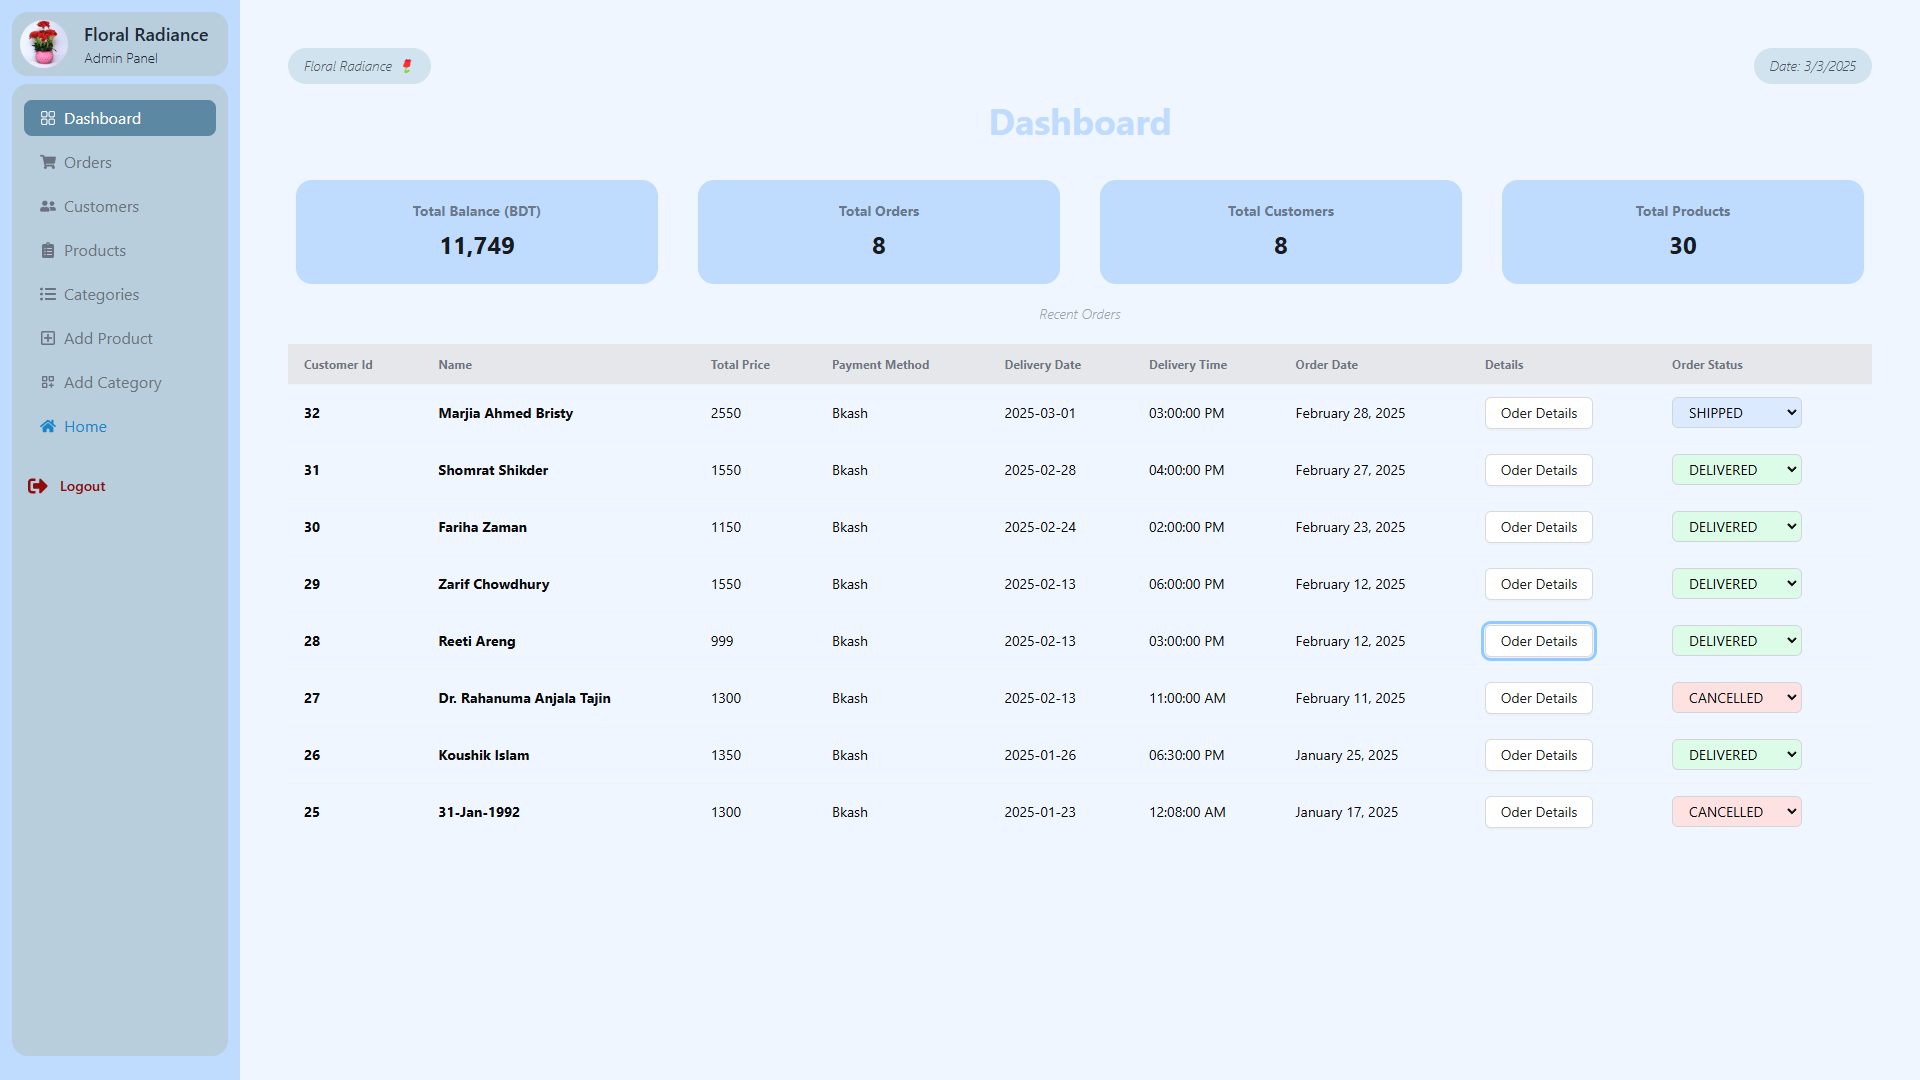 Floral Radiance
Admin Panel
Dashboard
Orders
Customers
Products
Categories
Add Product
Add Category
Home
Logout
Floral Radiance
Date: 3/3/2025
Dashboard
Total Balance (BDT)
11,749
Total Orders
8
Total Customers
8
Total Products
30
Recent Orders
Customer Id Name Total Price Payment Method Delivery Date Delivery Time Order Date Details Order Status
32 Marjia Ahmed Bristy 2550 Bkash 2025-03-01 03:00:00 PM February 28, 2025 Oder Details SHIPPED
31 Shomrat Shikder 1550 Bkash 2025-02-28 04:00:00 PM February 27, 2025 Oder Details DELIVERED
30 Fariha Zaman 1150 Bkash 2025-02-24 02:00:00 PM February 23, 2025 Oder Details DELIVERED
29 Zarif Chowdhury 1550 Bkash 2025-02-13 06:00:00 PM February 12, 2025 Oder Details DELIVERED
28 Reeti Areng 999 Bkash 2025-02-13 03:00:00 PM February 12, 2025 Oder Details DELIVERED
27 Dr. Rahanuma Anjala Tajin 1300 Bkash 2025-02-13 11:00:00 AM February 11, 2025 Oder Details CANCELLED
26 Koushik Islam 1350 Bkash 2025-01-26 06:30:00 PM January 25, 2025 Oder Details DELIVERED
25 31-Jan-1992 1300 Bkash 2025-01-23 12:08:00 AM January 17, 2025 Oder Details CANCELLED